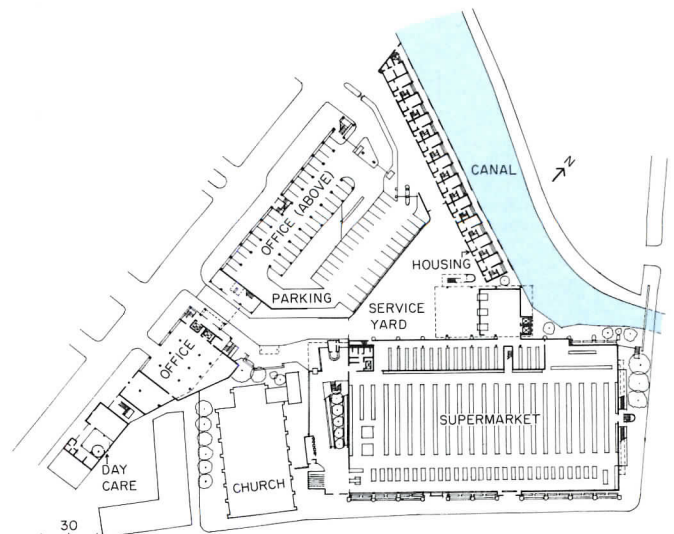 CANAL
N
OFFICE (ABOVE)
HOUSING
PARKING
SERVICE
YARD
OFFICE
SUPERMARKET
DAY
CARE
CHURCH
30